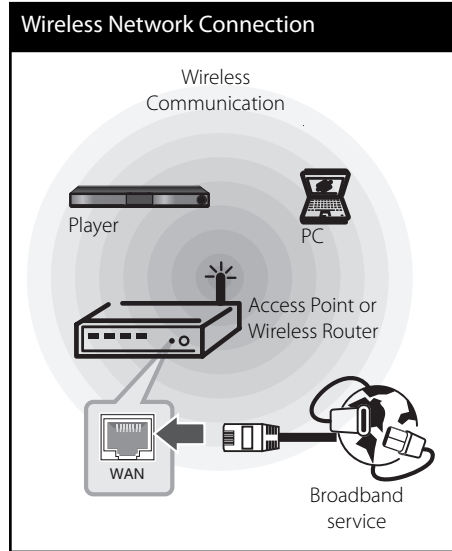 Wireless Network Connection
Wireless
Communication
Player
PC
Access Point or
Wireless Router
WAN
Broadband
service